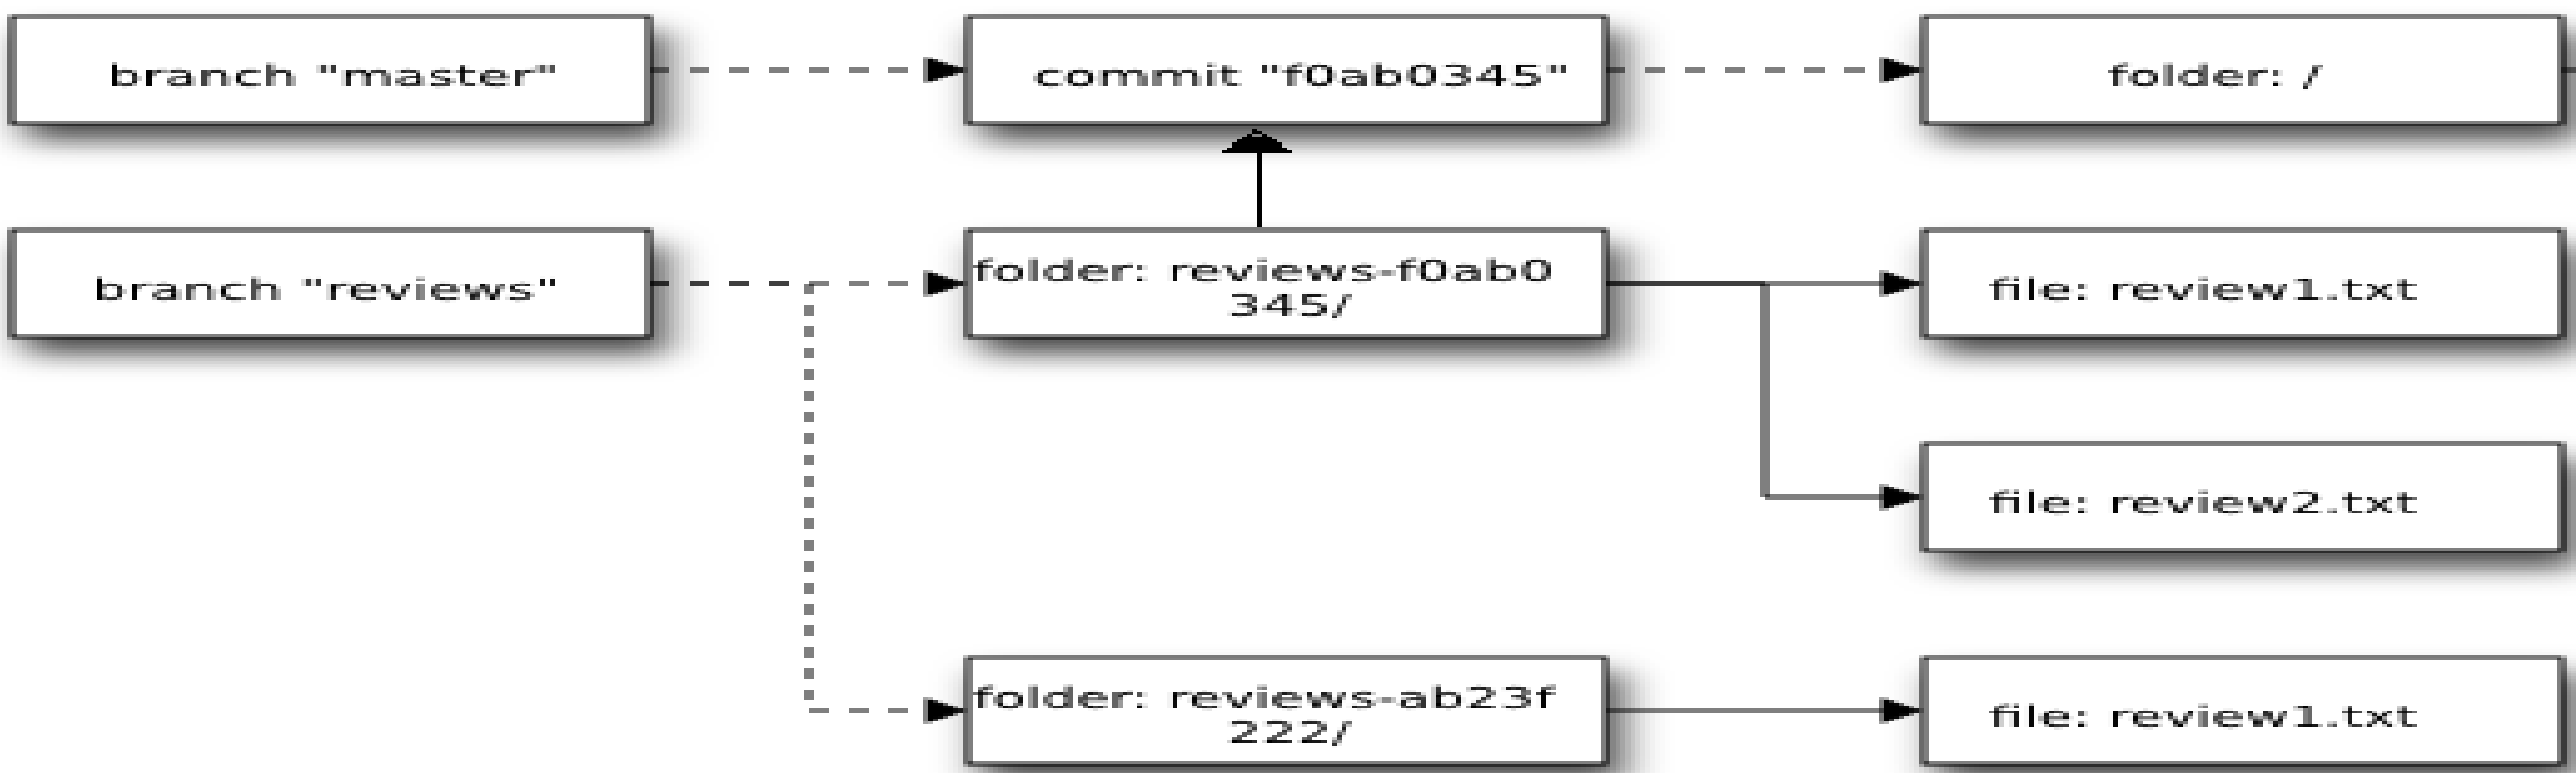 branch "master"
commit "f0ab0345"
folder: /
branch "reviews"
folder: reviews-f0ab0
345/
file: review1.txt
file: review2.txt
folder: reviews-ab23f
222/
file: review1.txt